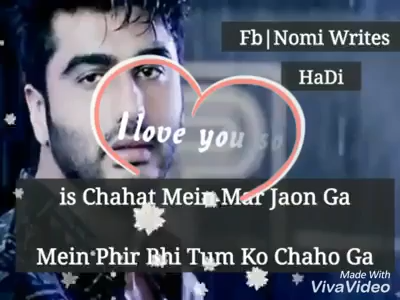 Fb|Nomi Writes
HaDi
I love you so
is Chahat Mein Mar Jaon Ga
Mein Phir Bhi Tum Ko Chaho Ga
Made With
VivaVideo